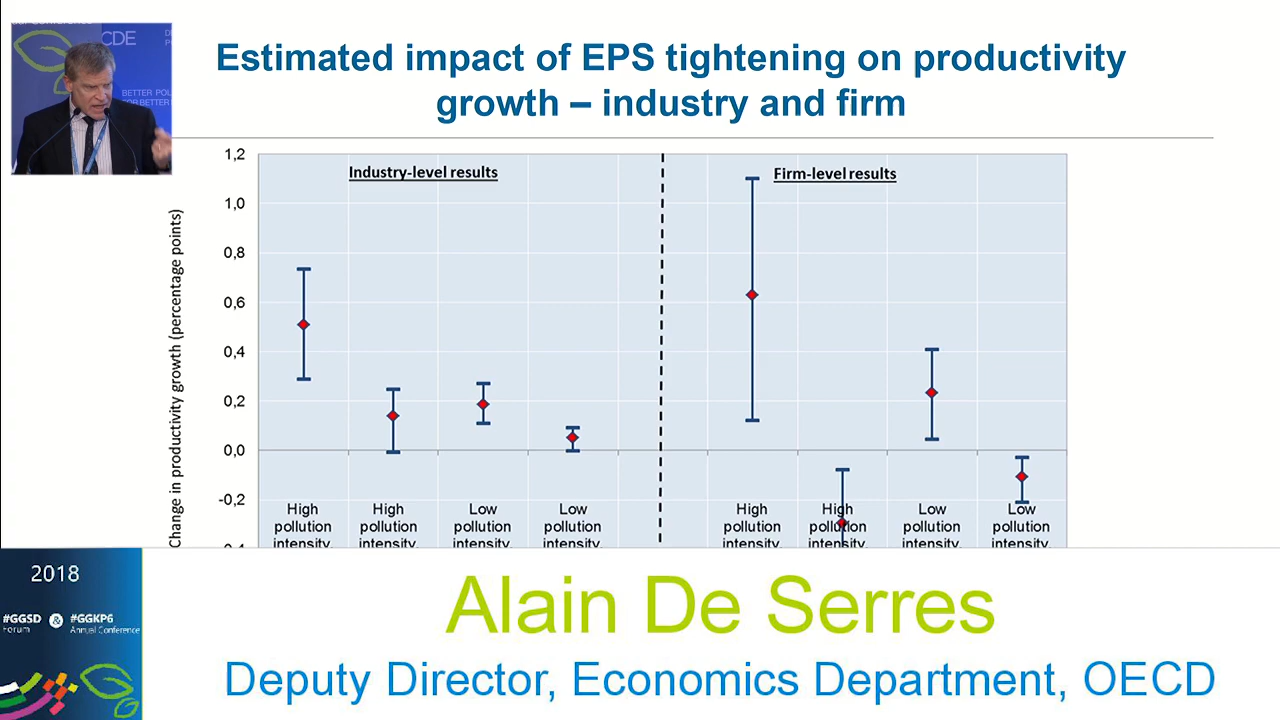 CDE
BETTER POL
FOR BETTER
Estimated impact of EPS tightening on productivity
growth – industry and firm
Change in productivity growth (percentage points)
1,2
1,0
0,8
0,6
0,4
0,2
0,0
-0,2
Industry-level results
Firm-level results
High
pollution
intensity.
High
pollution
intensity.
Low
pollution
intensity.
Low
pollution
intensity.
High
pollution
intensity.
High
pollution
intensity.
Low
pollution
intensity.
Low
pollution
intensity.
2018
#GGSD & #GGKP6
Forum Annual Conference
Alain De Serres
Deputy Director, Economics Department, OECD